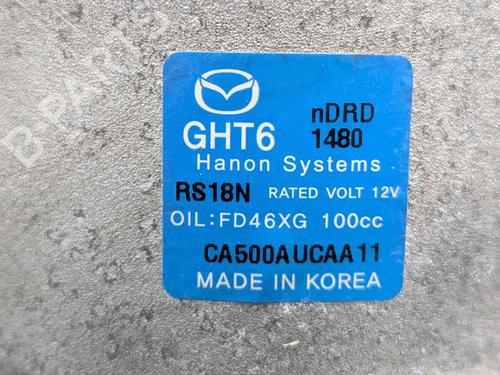 nDRD
GHT6 1480
Hanon Systems
RS18N RATED VOLT 12V
OIL:FD46XG 100cc
CA500AUCAA11
MADE IN KOREA
B-PARTS